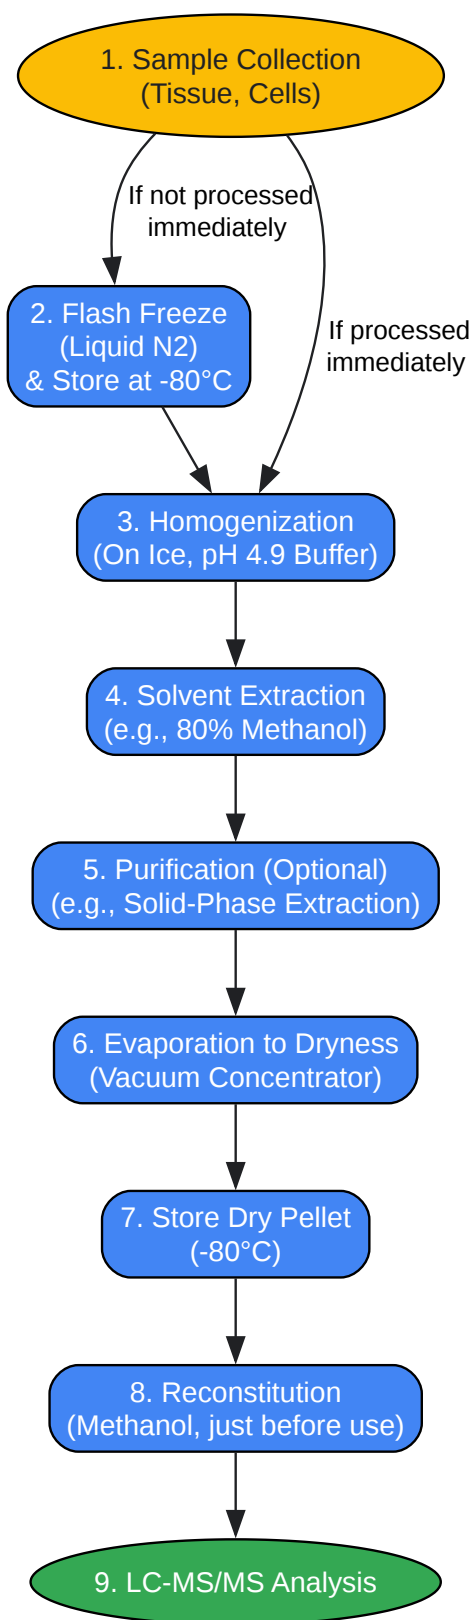 1. Sample Collection
(Tissue, Cells)
If not processed
immediately
2. Flash Freeze
(Liquid N2)
& Store at -80°C
If processed
immediately
3. Homogenization
(On Ice, pH 4.9 Buffer)
4. Solvent Extraction
(e.g., 80% Methanol)
5. Purification (Optional)
(e.g., Solid-Phase Extraction)
6. Evaporation to Dryness
(Vacuum Concentrator)
7. Store Dry Pellet
(-80°C)
8. Reconstitution
(Methanol, just before use)
9. LC-MS/MS Analysis